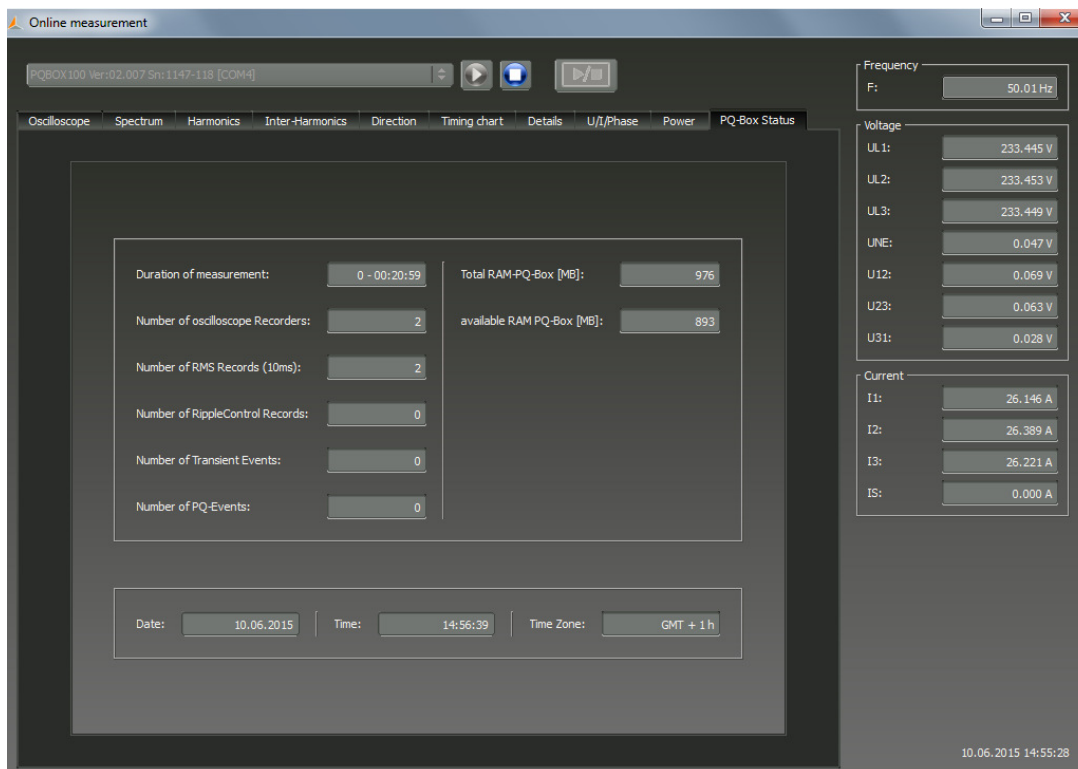 Online measurement
PQBOX100 Ver:02.007 Sn:1147-118 [COM4]
Oscilloscope Spectrum Harmonics Inter-Harmonics Direction Timing chart Details U/I/Phase Power PQ-Box Status
Duration of measurement: 0 - 00:20:59
Number of oscilloscope Recorders: 2
Number of RMS Records (10ms): 2
Number of RippleControl Records: 0
Number of Transient Events: 0
Number of PQ-Events: 0
Total RAM-PQ-Box [MB]: 976
available RAM PQ-Box [MB]: 893
Date: 10.06.2015 Time: 14:56:39 Time Zone: GMT + 1 h
Frequency
F: 50.01 Hz
Voltage
UL1: 233.445 V
UL2: 233.453 V
UL3: 233.449 V
UNE: 0.047 V
U12: 0.069 V
U23: 0.063 V
U31: 0.028 V
Current
I1: 26.146 A
I2: 26.389 A
I3: 26.221 A
IS: 0.000 A
10.06.2015 14:55:28